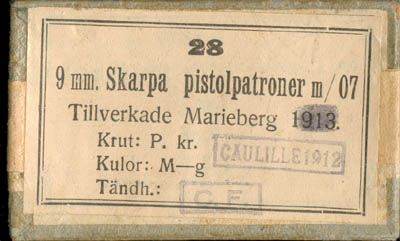 28
9 mm. Skarpa pistolpatroner m/07
Tillverkade Marieberg 1913.
Krut: P. kr.
CAULILLE 1912
Kulor: M—g
Tändh.:
C.F.